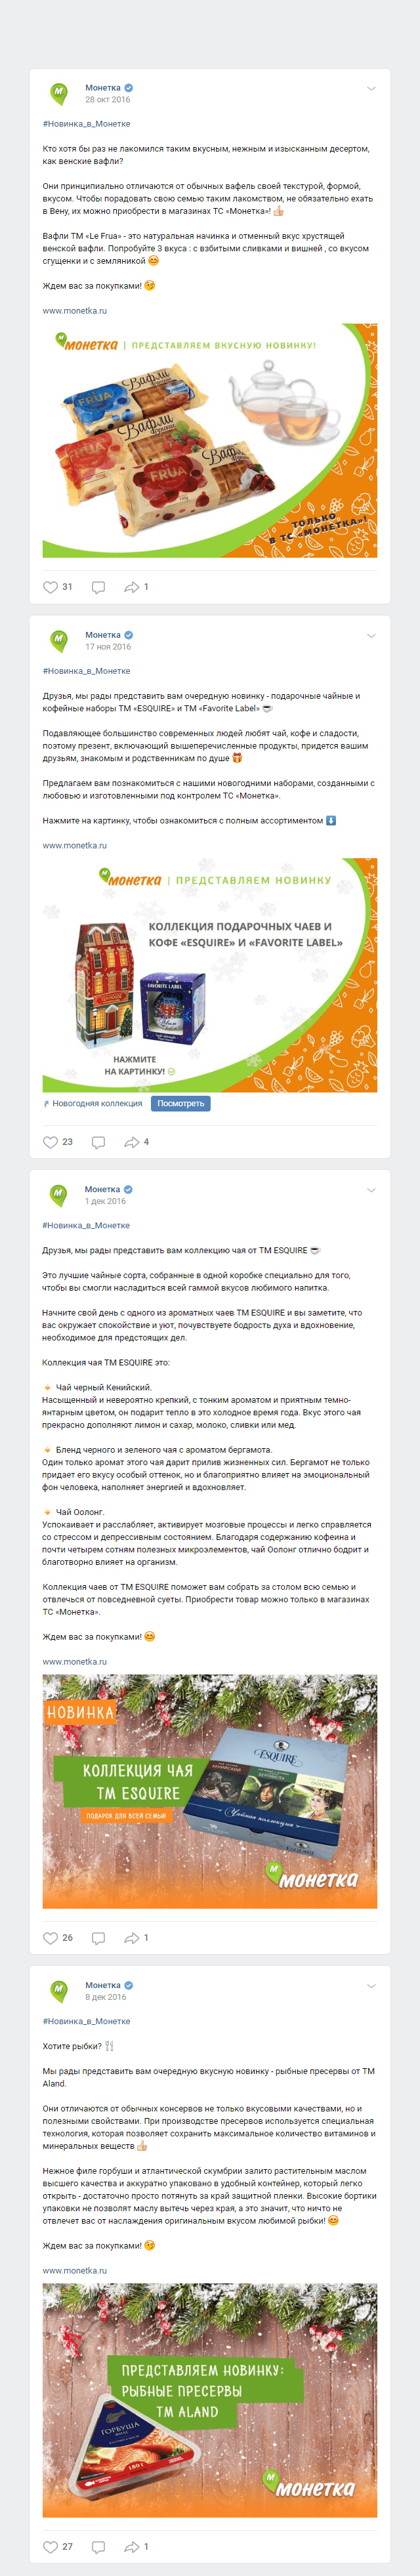 Монетка
28 окт 2016
#Новинка_в_Монетке
Кто хотя бы раз не лакомился таким вкусным, нежным и изысканным десертом,
как венские вафли?
Они принципиально отличаются от обычных вафель своей текстурой, формой,
вкусом. Чтобы порадовать свою семью таким лакомством, не обязательно ехать
в Вену, их можно приобрести в магазинах ТС «Монетка»! 👍
Вафли ТМ «Le Frua» - это натуральная начинка и отменный вкус хрустящей
венской вафли. Попробуйте 3 вкуса : с взбитыми сливками и вишней , со вкусом
сгущенки и с земляникой 😊
Ждем вас за покупками! 😋
www.monetka.ru
МОНЕТКА | ПРЕДСТАВЛЯЕМ ВКУСНУЮ НОВИНКУ!
FRUA
Вафли
FRUA
Вафли
FRUA
Вафли
ТОЛЬКО
В ТС «МОНЕТКА»!
31
1
Монетка
17 ноя 2016
#Новинка_в_Монетке
Друзья, мы рады представить вам очередную новинку - подарочные чайные и
кофейные наборы ТМ «ESQUIRE» и ТМ «Favorite Label» ☕
Подавляющее большинство современных людей любят чай, кофе и сладости,
поэтому презент, включающий вышеперечисленные продукты, придется вашим
друзьям, знакомым и родственникам по душе 🎁
Предлагаем вам познакомиться с нашими новогодними наборами, созданными с
любовью и изготовленными под контролем ТС «Монетка».
Нажмите на картинку, чтобы ознакомиться с полным ассортиментом ⬇
www.monetka.ru
МОНЕТКА | ПРЕДСТАВЛЯЕМ НОВИНКУ
КОЛЛЕКЦИЯ ПОДАРОЧНЫХ ЧАЕВ И
КОФЕ «ESQUIRE» И «FAVORITE LABEL»
FAVORITE LABEL
НАЖМИТЕ
НА КАРТИНКУ!
Новогодняя коллекция Посмотреть
23
4
Монетка
1 дек 2016
#Новинка_в_Монетке
Друзья, мы рады представить вам коллекцию чая от ТМ ESQUIRE ☕
Это лучшие чайные сорта, собранные в одной коробке специально для того,
чтобы вы смогли насладиться всей гаммой вкусов любимого напитка.
Начните свой день с одного из ароматных чаев ТМ ESQUIRE и вы заметите, что
вас окружает спокойствие и уют, почувствуете бодрость духа и вдохновение,
необходимое для предстоящих дел.
Коллекция чая ТМ ESQUIRE это:
🔸 Чай черный Кенийский.
Насыщенный и невероятно крепкий, с тонким ароматом и приятным темно-
янтарным цветом, он подарит тепло в это холодное время года. Вкус этого чая
прекрасно дополняют лимон и сахар, молоко, сливки или мед.
🔸 Бленд черного и зеленого чая с ароматом бергамота.
Один только аромат этого чая дарит прилив жизненных сил. Бергамот не только
придает его вкусу особый оттенок, но и благоприятно влияет на эмоциональный
фон человека, наполняет энергией и вдохновляет.
🔸 Чай Оолонг.
Успокаивает и расслабляет, активирует мозговые процессы и легко справляется
со стрессом и депрессивным состоянием. Благодаря содержанию кофеина и
почти четырем сотням полезных микроэлементов, чай Оолонг отлично бодрит и
благотворно влияет на организм.
Коллекция чаев от ТМ ESQUIRE поможет вам собрать за столом всю семью и
отвлечься от повседневной суеты. Приобрести товар можно только в магазинах
ТС «Монетка».
Ждем вас за покупками! 😊
www.monetka.ru
НОВИНКА
КОЛЛЕКЦИЯ ЧАЯ
ТМ ESQUIRE
ПОДАРОК ДЛЯ ВСЕЙ СЕМЬИ!
ESQUIRE
Чайная коллекция
МОНЕТКА
26
1
Монетка
8 дек 2016
#Новинка_в_Монетке
Хотите рыбки? 🍴
Мы рады представить вам очередную вкусную новинку - рыбные пресервы от ТМ
Aland.
Они отличаются от обычных консервов не только вкусовыми качествами, но и
полезными свойствами. При производстве пресервов используется специальная
технология, которая позволяет сохранить максимальное количество витаминов и
минеральных веществ 👍
Нежное филе горбуши и атлантической скумбрии залито растительным маслом
высшего качества и аккуратно упаковано в удобный контейнер, который легко
открыть - достаточно просто потянуть за край защитной пленки. Высокие бортики
упаковки не позволят маслу вытечь через края, а это значит, что ничто не
отвлечет вас от наслаждения оригинальным вкусом любимой рыбки! 😊
Ждем вас за покупками! 😋
www.monetka.ru
ПРЕДСТАВЛЯЕМ НОВИНКУ:
РЫБНЫЕ ПРЕСЕРВЫ
ТМ ALAND
ГОРБУША
180 г
МОНЕТКА
27
1